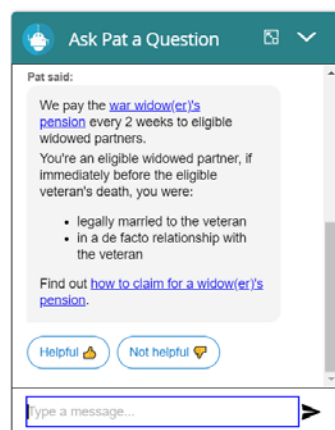 Ask Pat a Question
Pat said:
We pay the war widow(er)'s
pension every 2 weeks to eligible
widowed partners.
You're an eligible widowed partner, if
immediately before the eligible
veteran's death, you were:
• legally married to the veteran
• in a de facto relationship with
the veteran
Find out how to claim for a widow(er)'s
pension.
Helpful 👍 Not helpful 👎
Type a message...